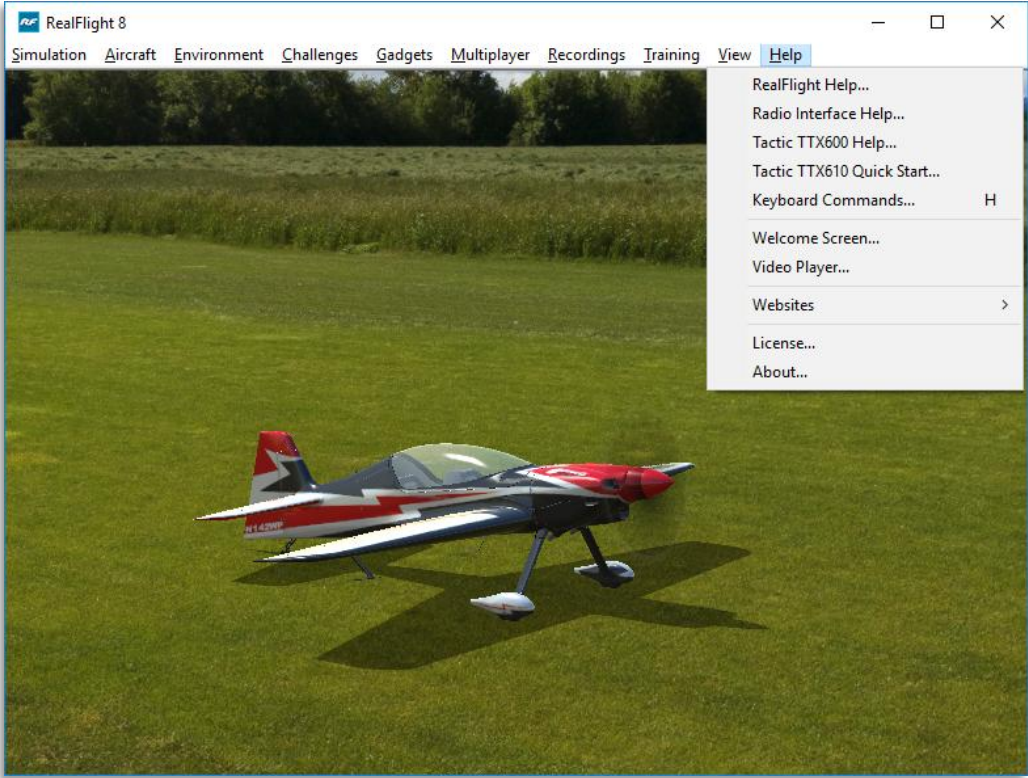 RF RealFlight 8
Simulation Aircraft Environment Challenges Gadgets Multiplayer Recordings Training View Help
RealFlight Help...
Radio Interface Help...
Tactic TTX600 Help...
Tactic TTX610 Quick Start...
Keyboard Commands... H
Welcome Screen...
Video Player...
Websites
License...
About...
N142WP